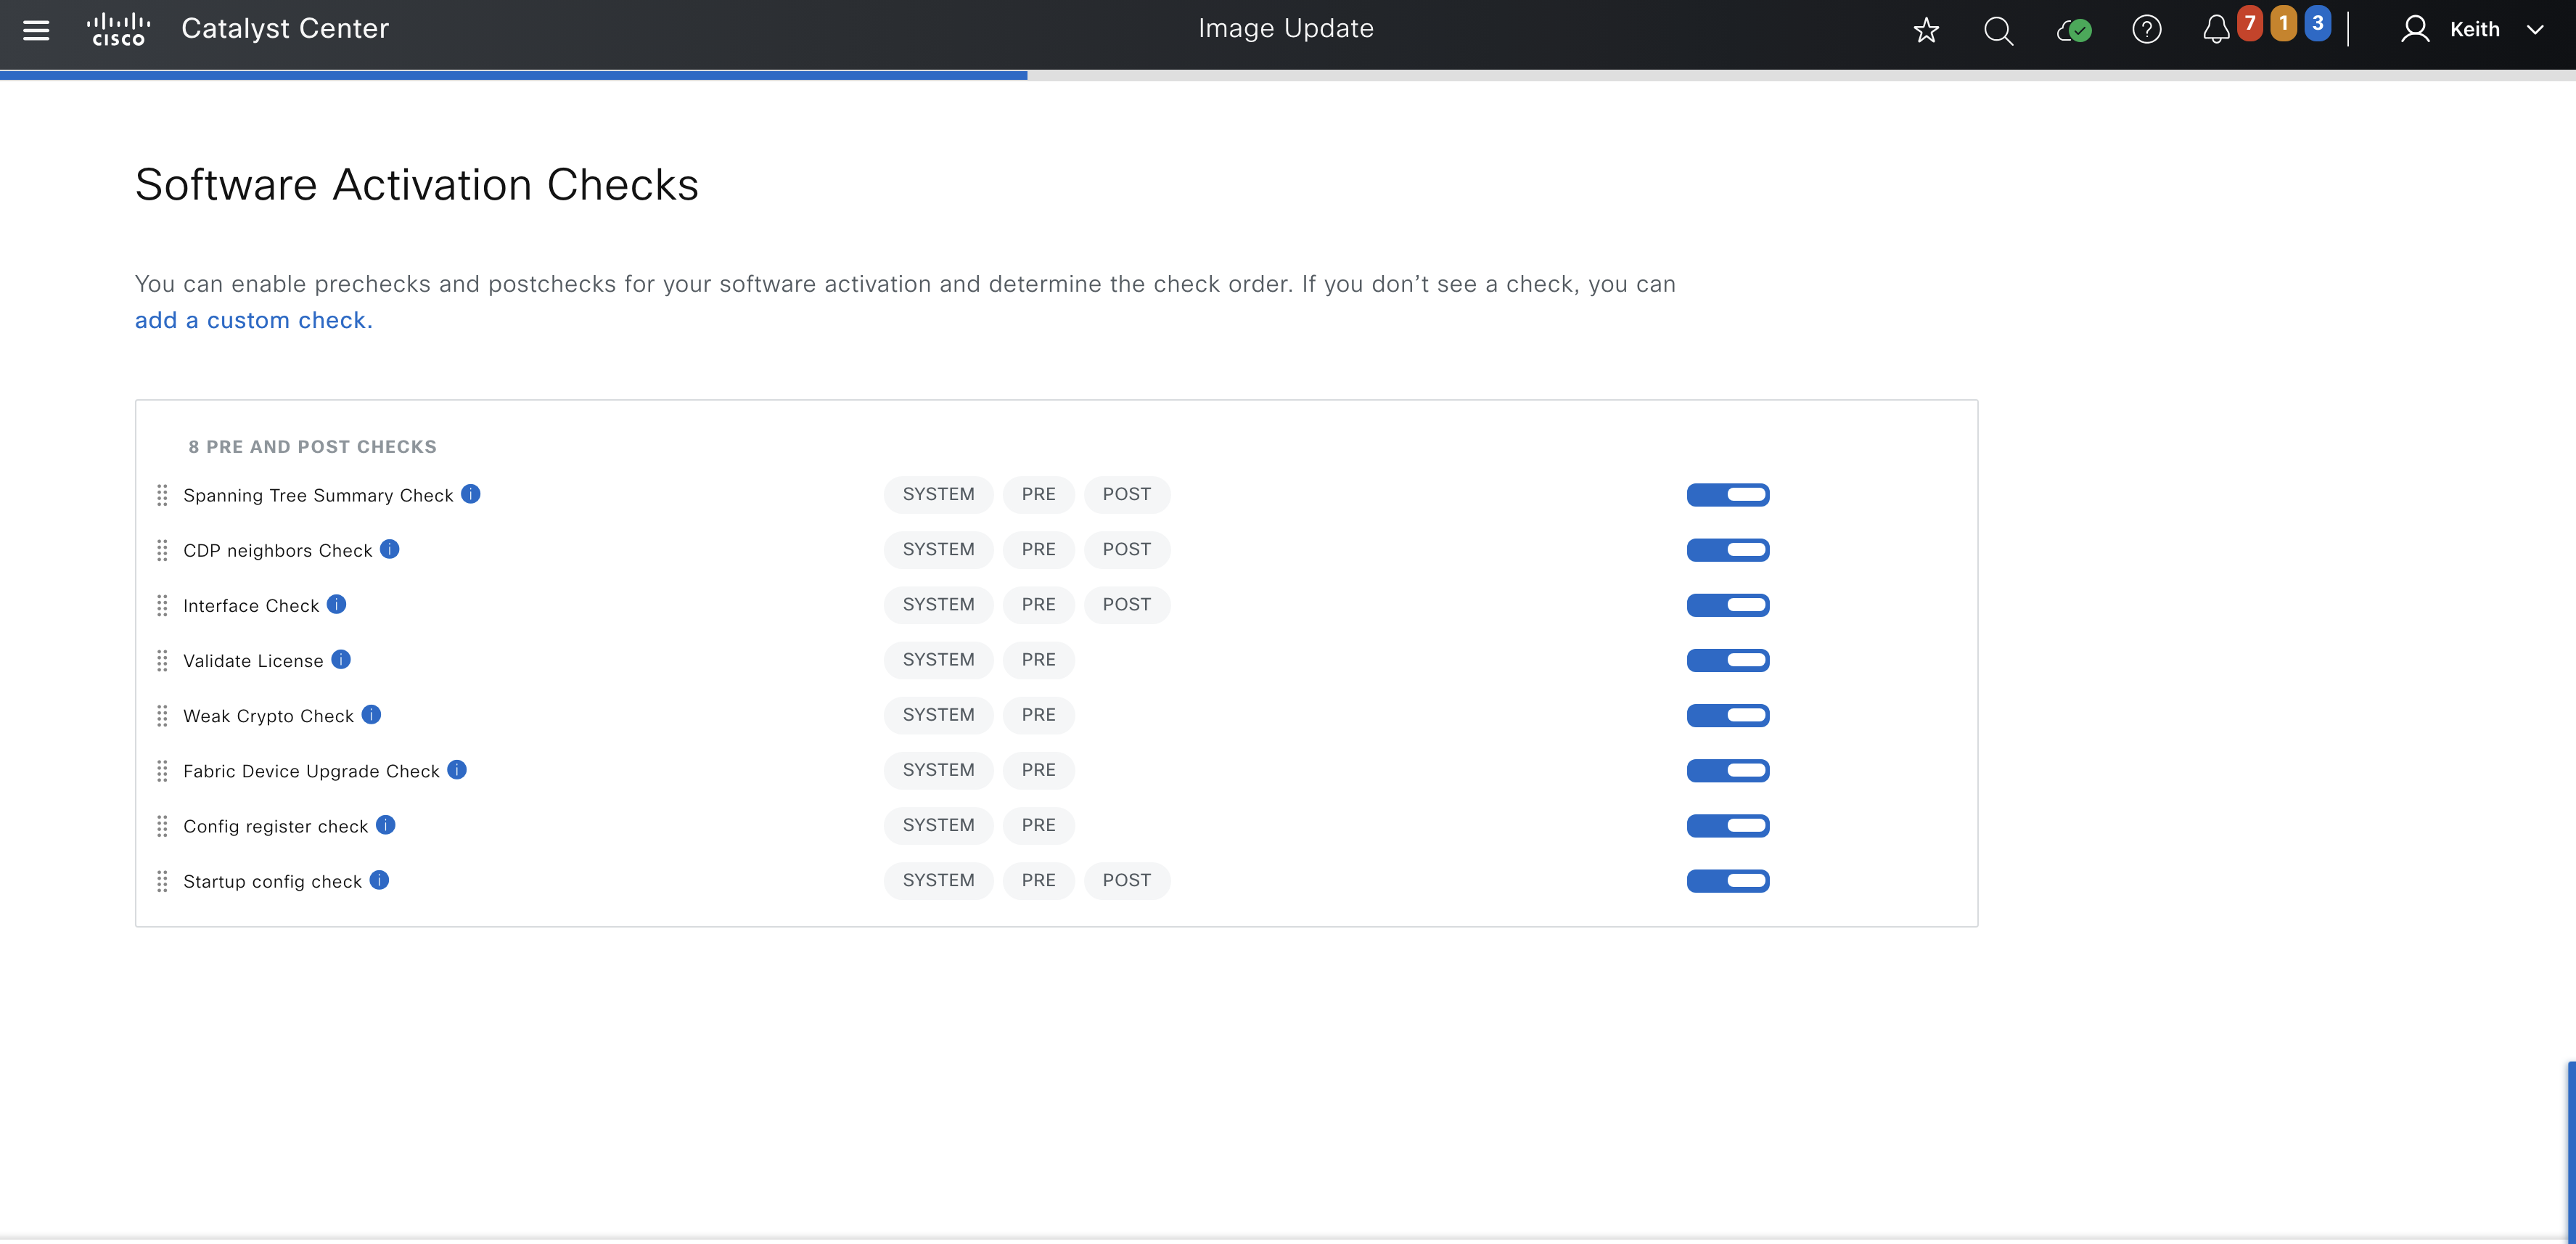 CISCO Catalyst Center
Image Update
7 1 3
Keith
Software Activation Checks
You can enable prechecks and postchecks for your software activation and determine the check order. If you don’t see a check, you can
add a custom check.
8 PRE AND POST CHECKS
Spanning Tree Summary Check i SYSTEM PRE POST
CDP neighbors Check i SYSTEM PRE POST
Interface Check i SYSTEM PRE POST
Validate License i SYSTEM PRE
Weak Crypto Check i SYSTEM PRE
Fabric Device Upgrade Check i SYSTEM PRE
Config register check i SYSTEM PRE
Startup config check i SYSTEM PRE POST